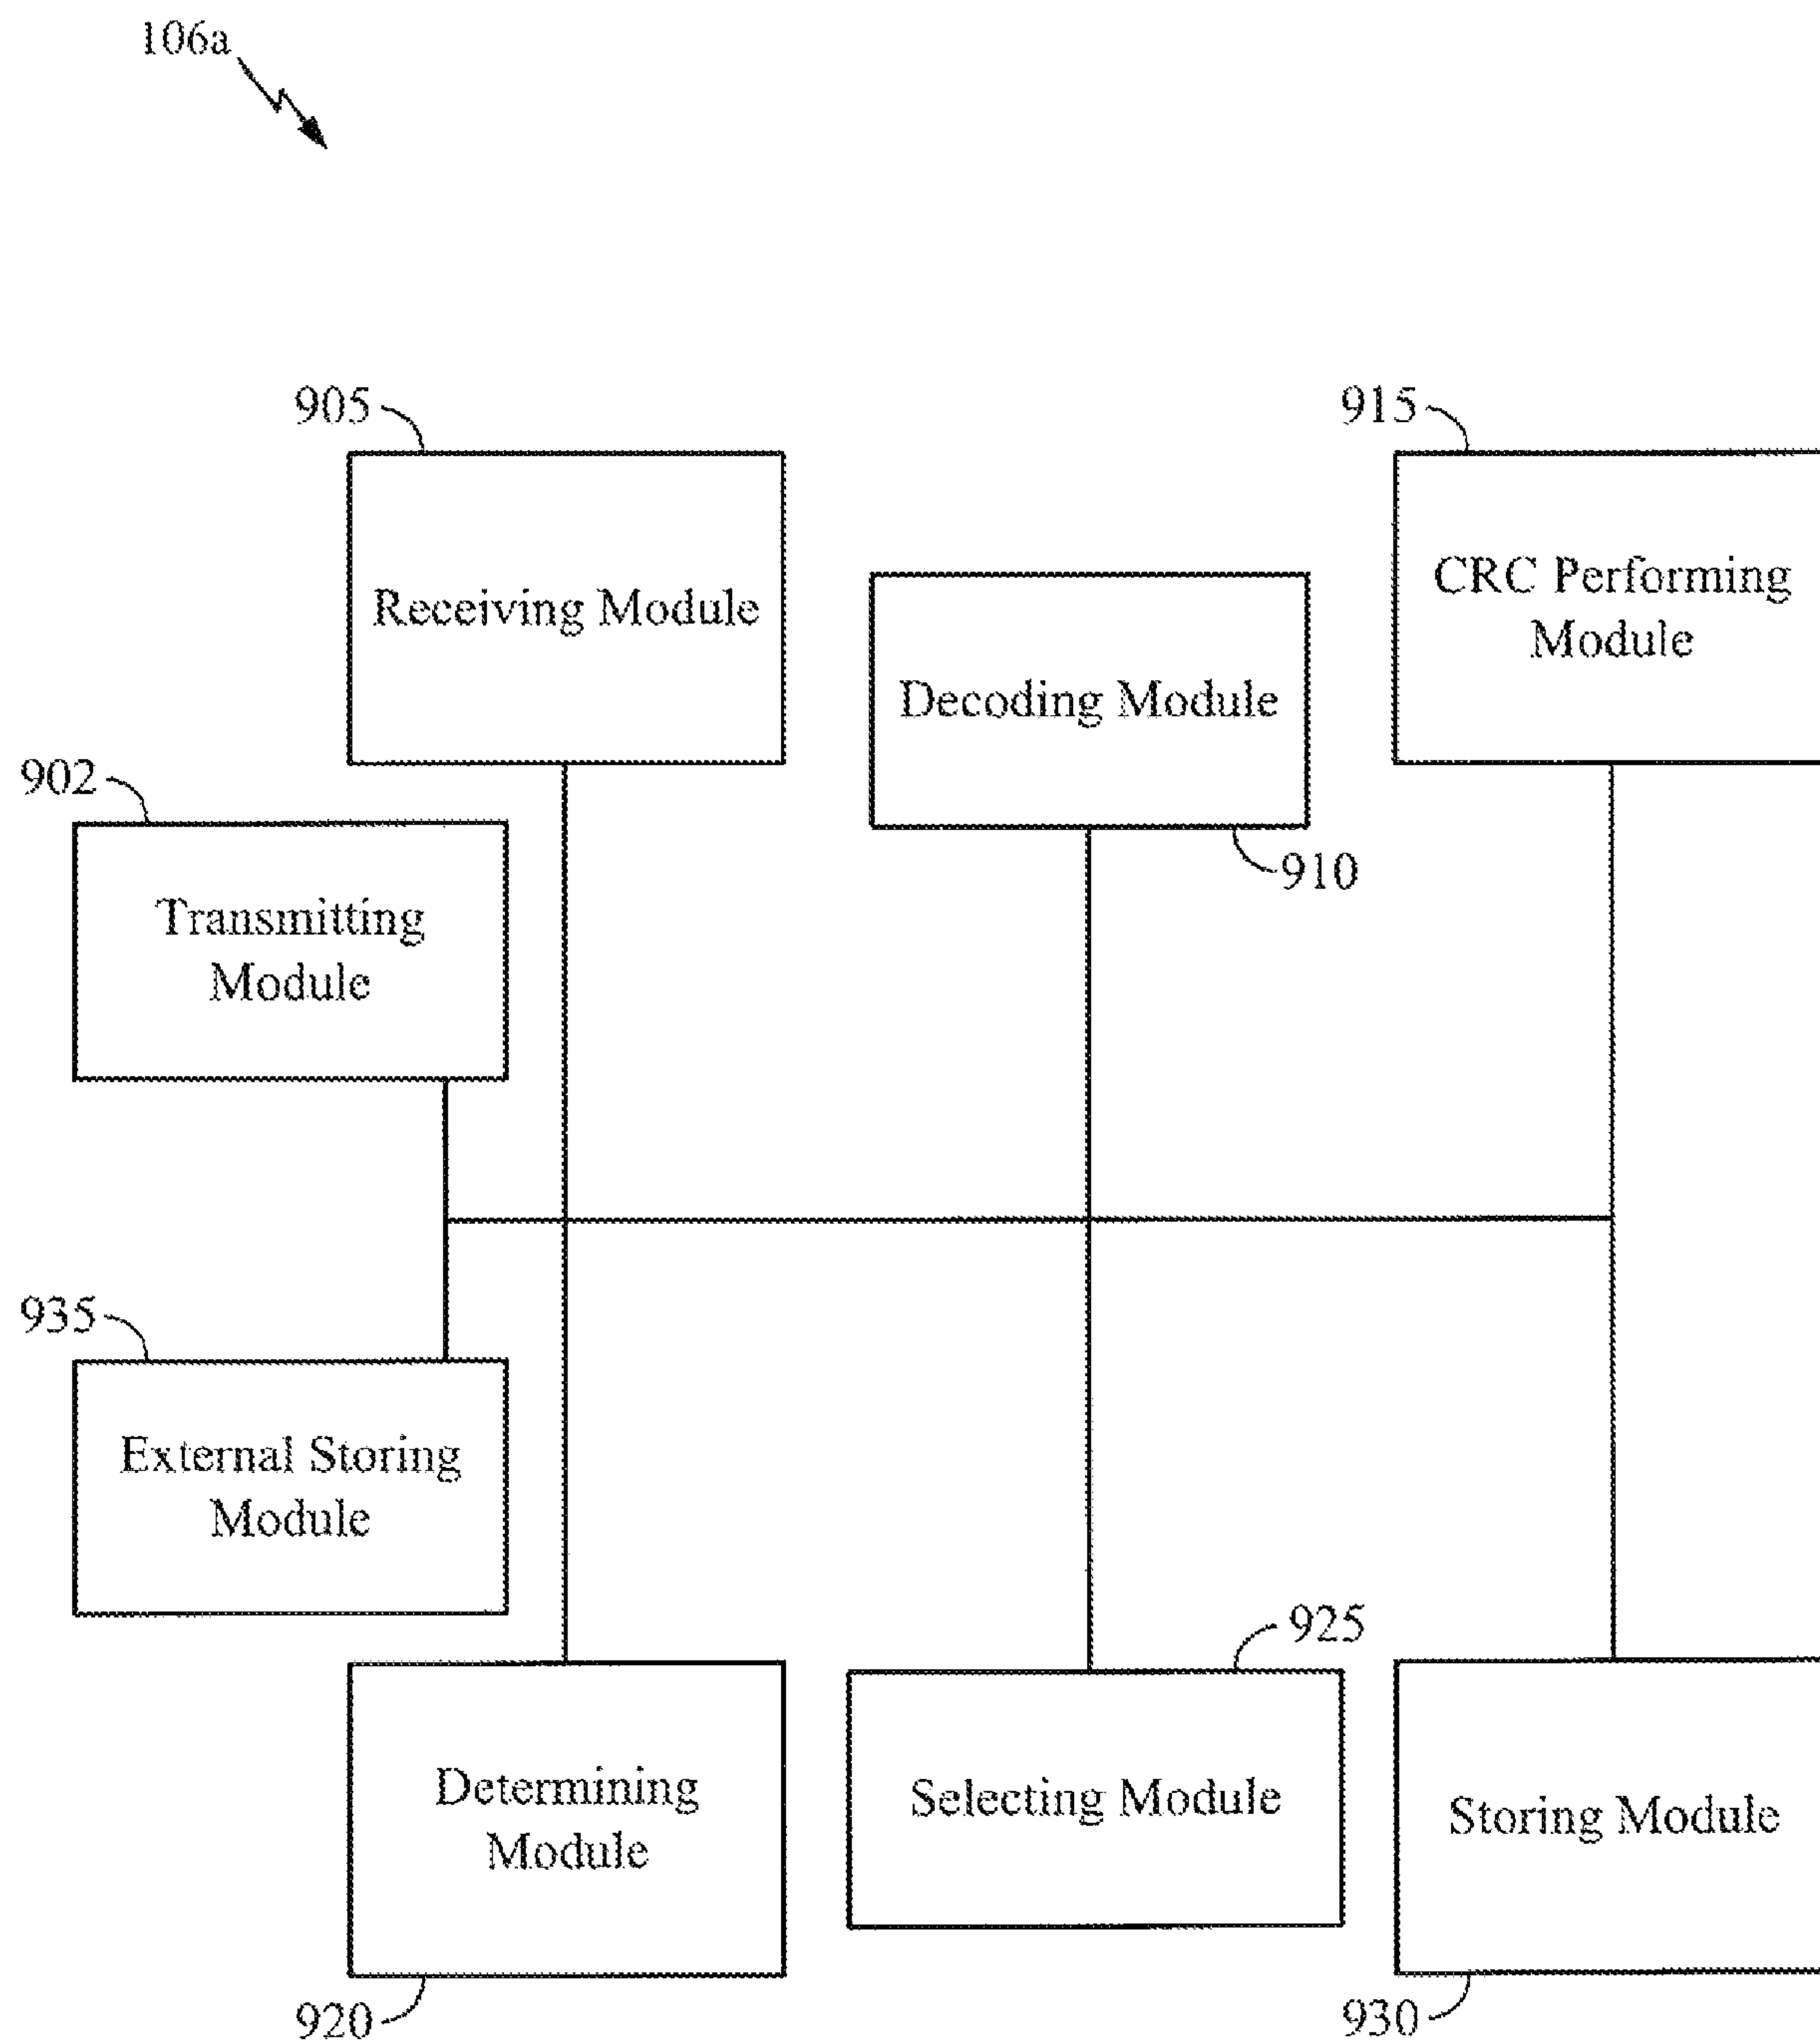 106a
905
915
Receiving Module
CRC Performing
Module
Decoding Module
902
910
Transmitting
Module
935
External Storing
Module
925
Determining
Module
Selecting Module
Storing Module
920
930